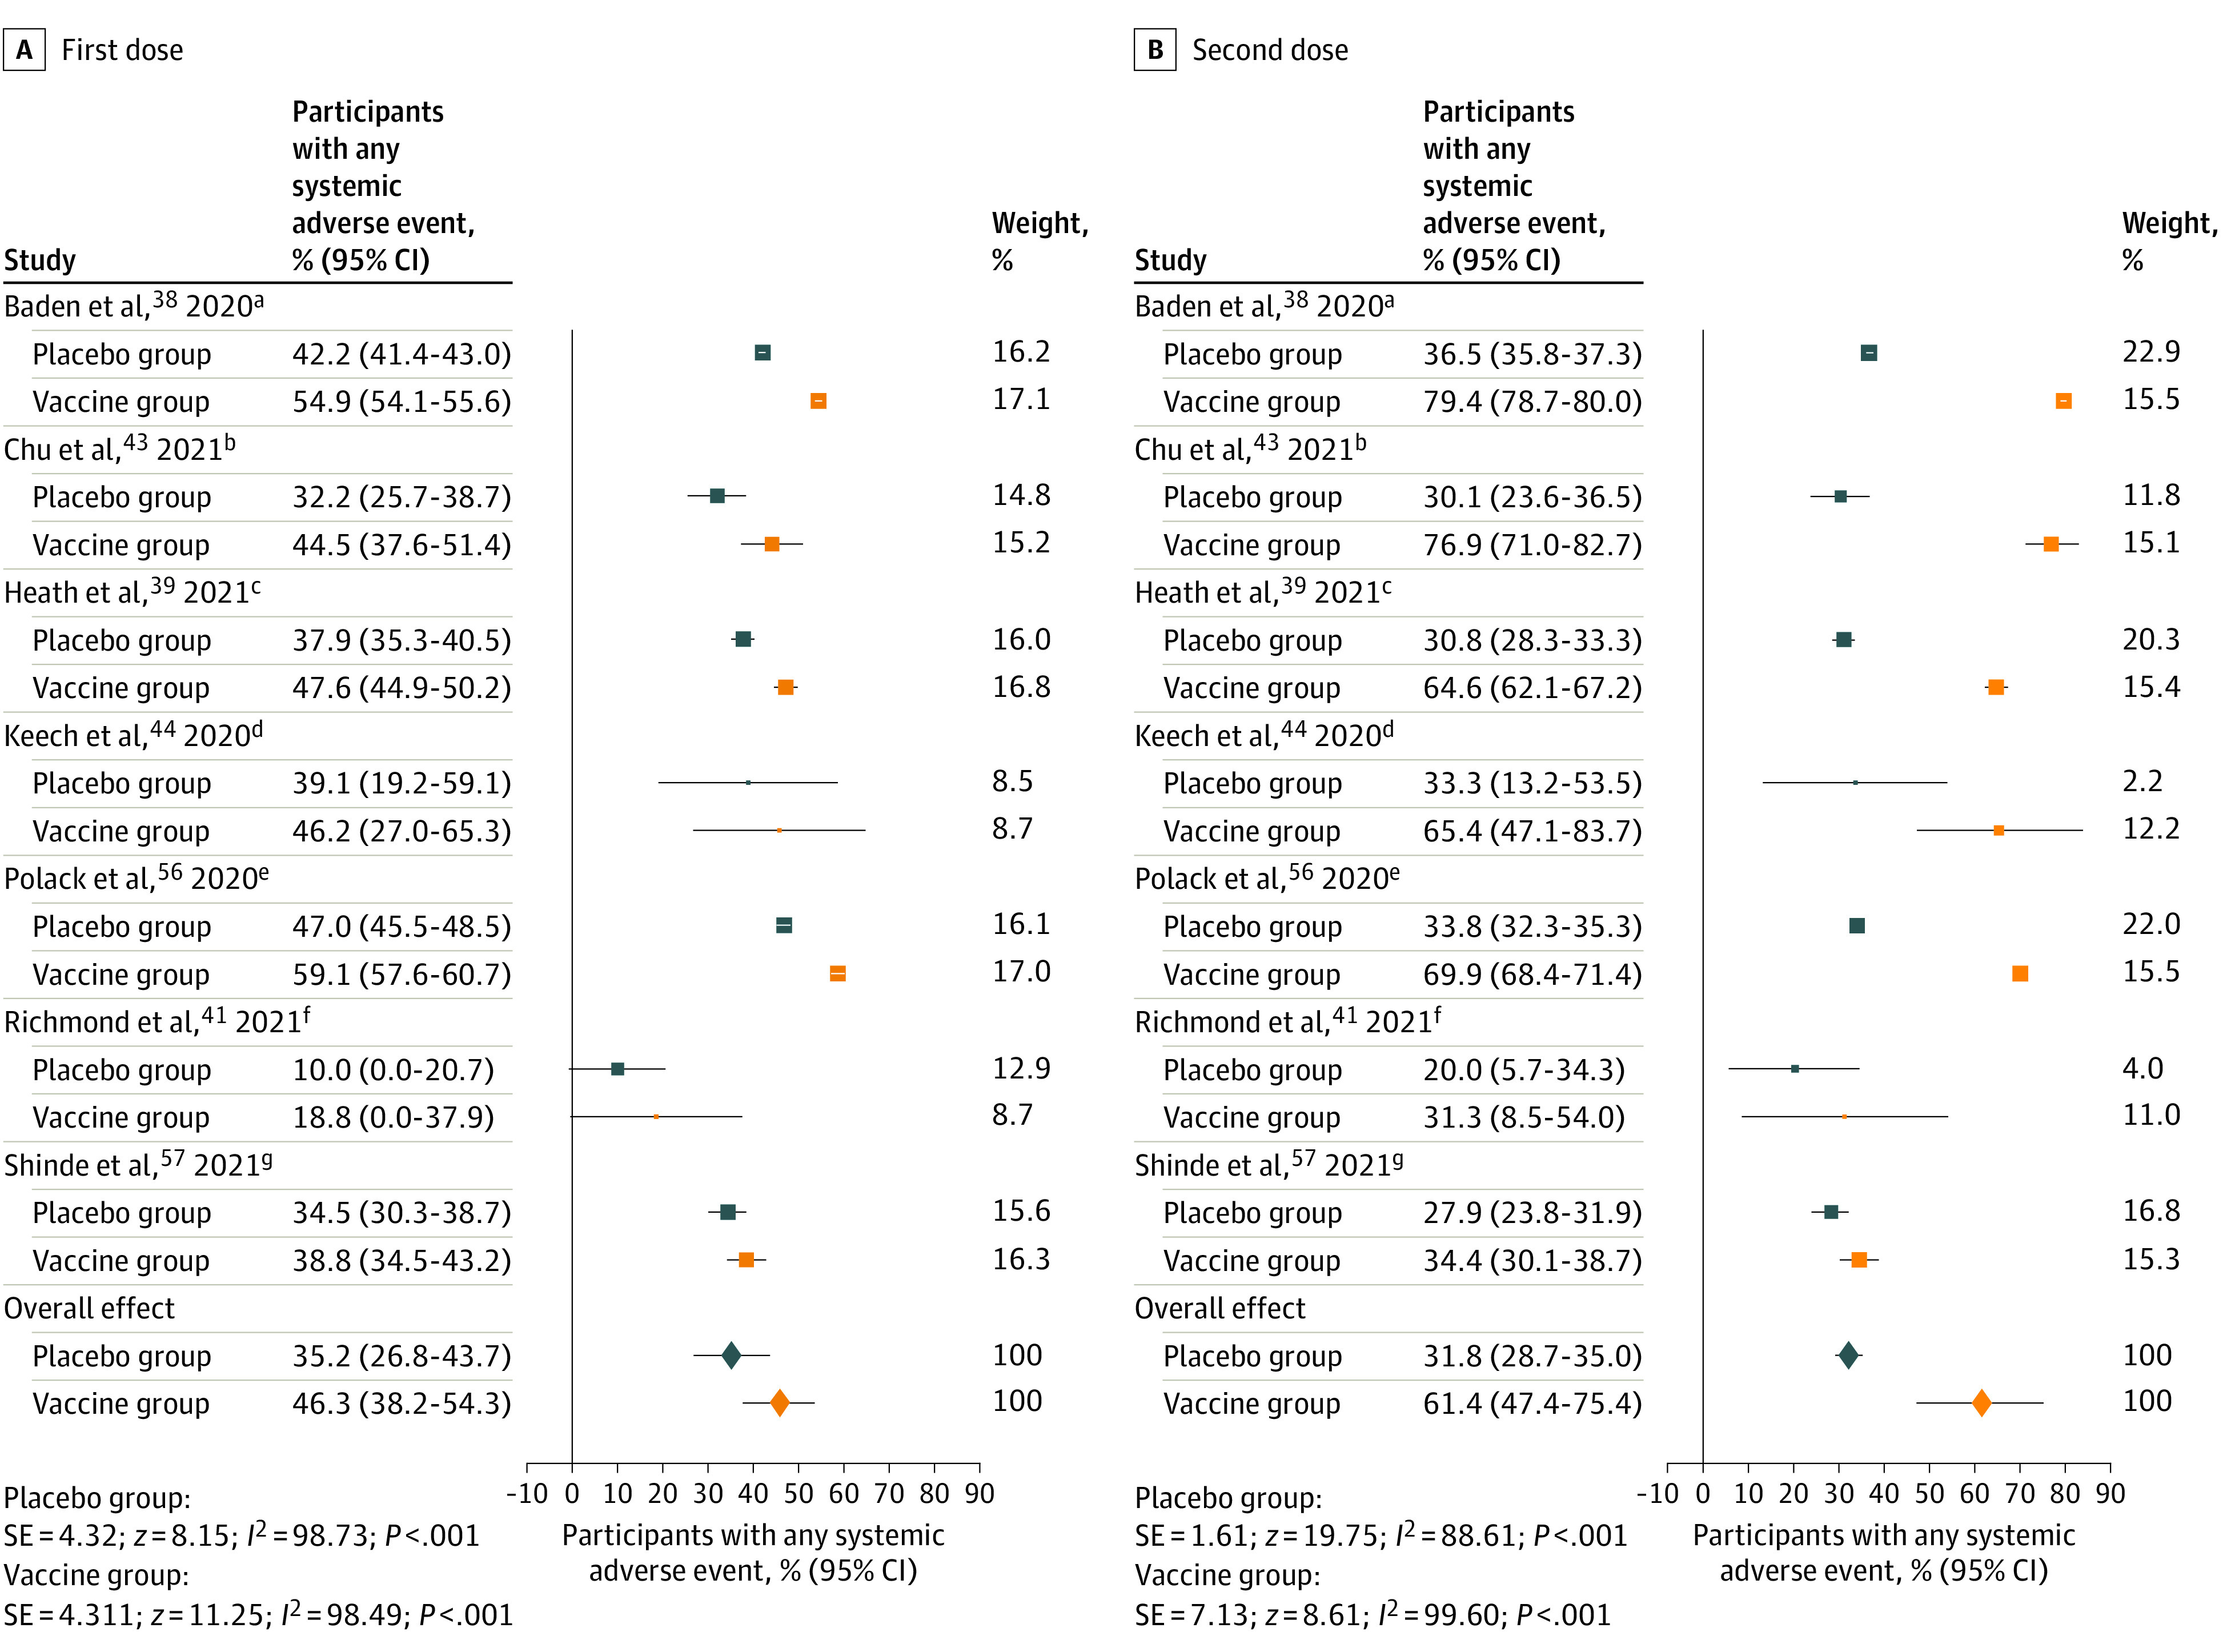 A First dose
Participants
with any
systemic
adverse event,
% (95% CI)
Study
Weight,
%
Baden et al,38 2020a
Placebo group 42.2 (41.4-43.0) 16.2
Vaccine group 54.9 (54.1-55.6) 17.1
Chu et al,43 2021b
Placebo group 32.2 (25.7-38.7) 14.8
Vaccine group 44.5 (37.6-51.4) 15.2
Heath et al,39 2021c
Placebo group 37.9 (35.3-40.5) 16.0
Vaccine group 47.6 (44.9-50.2) 16.8
Keech et al,44 2020d
Placebo group 39.1 (19.2-59.1) 8.5
Vaccine group 46.2 (27.0-65.3) 8.7
Polack et al,56 2020e
Placebo group 47.0 (45.5-48.5) 16.1
Vaccine group 59.1 (57.6-60.7) 17.0
Richmond et al,41 2021f
Placebo group 10.0 (0.0-20.7) 12.9
Vaccine group 18.8 (0.0-37.9) 8.7
Shinde et al,57 2021g
Placebo group 34.5 (30.3-38.7) 15.6
Vaccine group 38.8 (34.5-43.2) 16.3
Overall effect
Placebo group 35.2 (26.8-43.7) 100
Vaccine group 46.3 (38.2-54.3) 100
-10 0 10 20 30 40 50 60 70 80 90
Participants with any systemic
adverse event, % (95% CI)
Placebo group:
SE = 4.32; z = 8.15; I2 = 98.73; P <.001
Vaccine group:
SE = 4.311; z = 11.25; I2 = 98.49; P <.001
B Second dose
Participants
with any
systemic
adverse event,
% (95% CI)
Study
Weight,
%
Baden et al,38 2020a
Placebo group 36.5 (35.8-37.3) 22.9
Vaccine group 79.4 (78.7-80.0) 15.5
Chu et al,43 2021b
Placebo group 30.1 (23.6-36.5) 11.8
Vaccine group 76.9 (71.0-82.7) 15.1
Heath et al,39 2021c
Placebo group 30.8 (28.3-33.3) 20.3
Vaccine group 64.6 (62.1-67.2) 15.4
Keech et al,44 2020d
Placebo group 33.3 (13.2-53.5) 2.2
Vaccine group 65.4 (47.1-83.7) 12.2
Polack et al,56 2020e
Placebo group 33.8 (32.3-35.3) 22.0
Vaccine group 69.9 (68.4-71.4) 15.5
Richmond et al,41 2021f
Placebo group 20.0 (5.7-34.3) 4.0
Vaccine group 31.3 (8.5-54.0) 11.0
Shinde et al,57 2021g
Placebo group 27.9 (23.8-31.9) 16.8
Vaccine group 34.4 (30.1-38.7) 15.3
Overall effect
Placebo group 31.8 (28.7-35.0) 100
Vaccine group 61.4 (47.4-75.4) 100
-10 0 10 20 30 40 50 60 70 80 90
Participants with any systemic
adverse event, % (95% CI)
Placebo group:
SE = 1.61; z = 19.75; I2 = 88.61; P <.001
Vaccine group:
SE = 7.13; z = 8.61; I2 = 99.60; P <.001